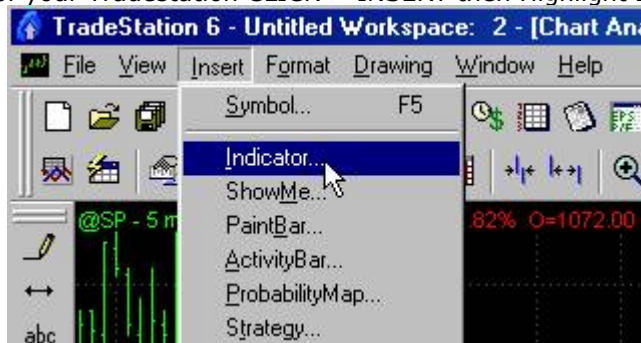 your TradeStation CLICK INSERT then Highlight
TradeStation 6 - Untitled Workspace: 2 - [Chart Ana
File View Insert Format Drawing Window Help
Symbol... F5
Indicator...
ShowMe...
@SP - 5 m .82% O=1072.00
PaintBar...
ActivityBar...
ProbabilityMap...
abc Strategy...